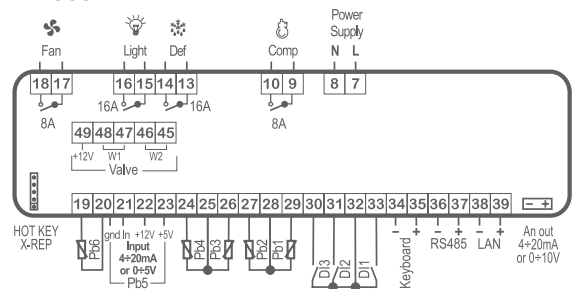 Power
Supply
Fan Light Def Comp N L
18 17 16 15 14 13 10 9 8 7
8A 16A 16A 8A
49 48 47 46 45
+12V W1 W2
Valve
19 20 21 22 23 24 25 26 27 28 29 30 31 32 33 34 35 36 37 38 39 - +
HOT KEY
X-REP
Pb6
gnd In +12V +5V
Input
4÷20mA
or 0÷5V
Pb5
Pb4 Pb3 Pb2 Pb1
DI3 DI2 DI1
- + - + - +
Keyboard RS485 LAN
An out
4÷20mA
or 0÷10V